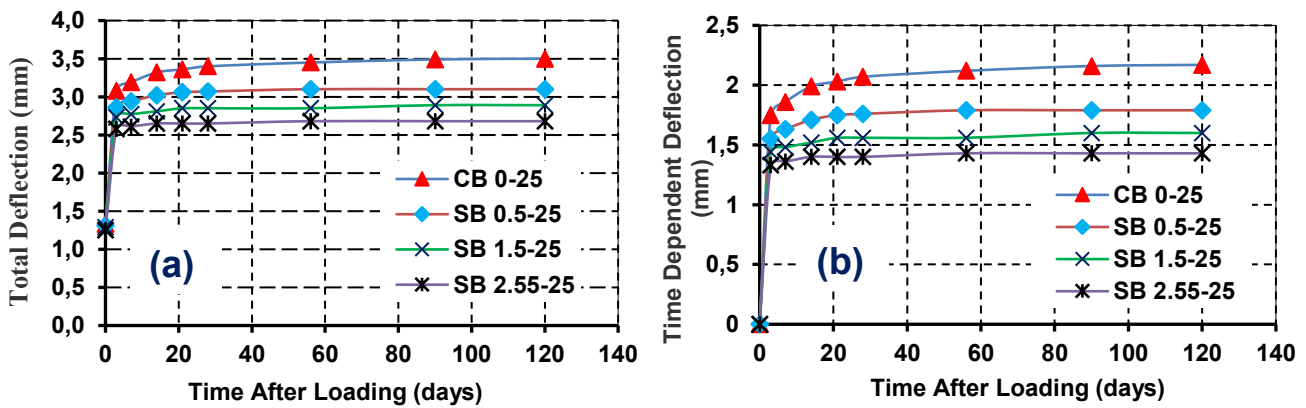 Total Deflection (mm)
4,0
3,5
3,0
2,5
2,0
1,5
1,0
0,5
0,0
CB 0-25
SB 0.5-25
SB 1.5-25
SB 2.55-25
(a)
0 20 40 60 80 100 120 140
Time After Loading (days)
Time Dependent Deflection
(mm)
2,5
2
1,5
1
0,5
0
CB 0-25
SB 0.5-25
SB 1.5-25
SB 2.55-25
(b)
0 20 40 60 80 100 120 140
Time After Loading (days)